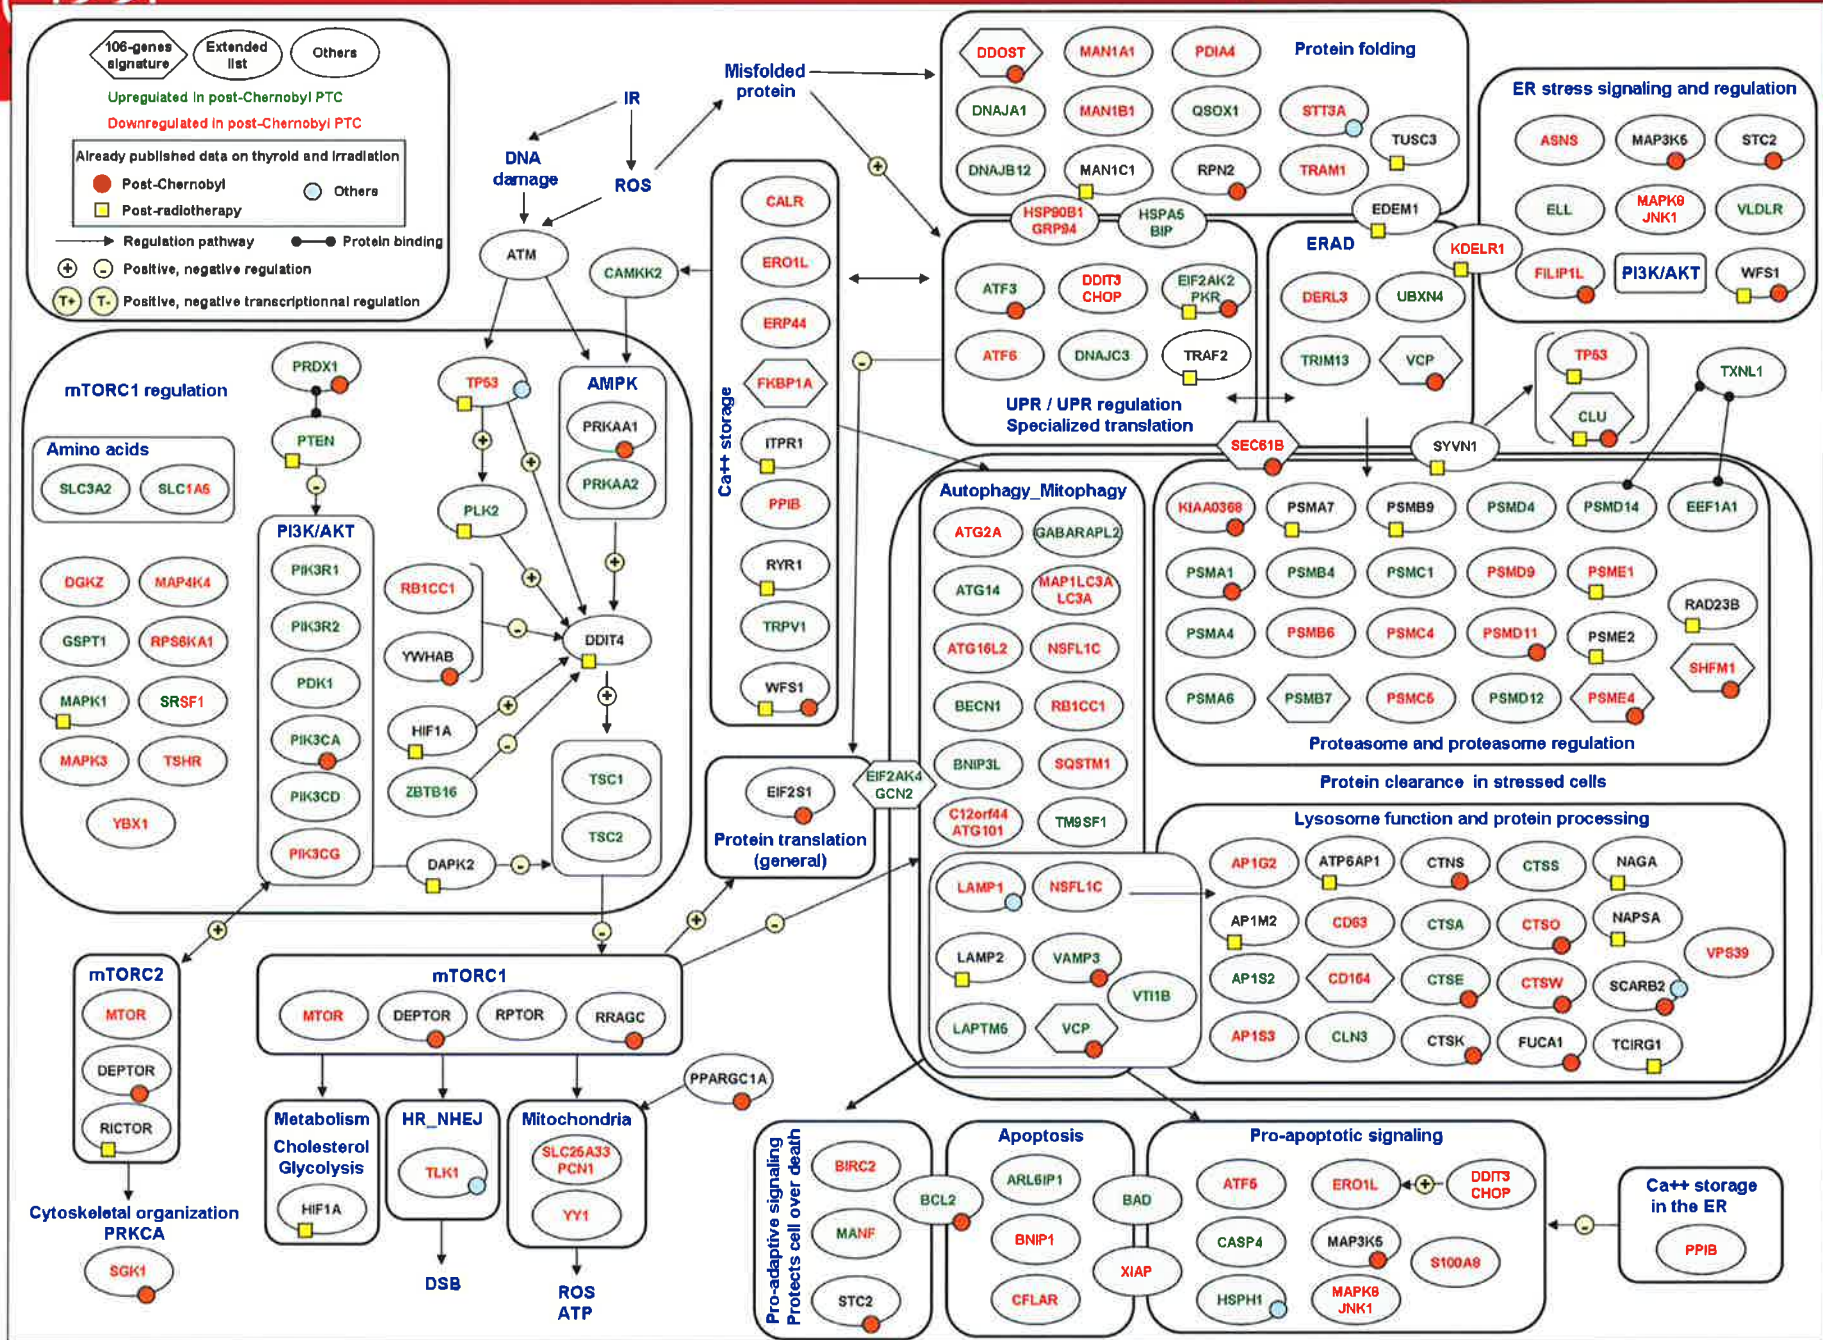 106-genes
signature
Extended
list
Others
Upregulated in post-Chernobyl PTC
Downregulated in post-Chernobyl PTC
Already published data on thyroid and irradiation
Post-Chernobyl
Others
Post-radiotherapy
Regulation pathway
Protein binding
+
-
Positive, negative regulation
T+
T-
Positive, negative transcriptionnal regulation
IR
DNA
damage
ROS
Misfolded
protein
+
ATM
CAMKK2
Protein folding
DDOST
MAN1A1
PDIA4
DNAJA1
MAN1B1
QSOX1
STT3A
TUSC3
DNAJB12
MAN1C1
RPN2
TRAM1
HSP90B1
GRP94
HSPA5
BIP
EDEM1
KDELR1
ER stress signaling and regulation
ASNS
MAP3K5
STC2
ELL
MAPK8
JNK1
VLDLR
FILIP1L
PI3K/AKT
WFS1
ATF3
DDIT3
CHOP
EIF2AK2
PKR
ATF6
DNAJC3
TRAF2
UPR / UPR regulation
Specialized translation
ERAD
DERL3
UBXN4
TRIM13
VCP
SEC61B
SYVN1
TP53
CLU
TXNL1
Ca++ storage
CALR
ERO1L
ERP44
FKBP1A
ITPR1
PPIB
RYR1
TRPV1
WFS1
-
mTORC1 regulation
PRDX1
PTEN
-
Amino acids
SLC3A2
SLC1A5
DGKZ
MAP4K4
GSPT1
RPS6KA1
MAPK1
SRSF1
MAPK3
TSHR
YBX1
PI3K/AKT
PIK3R1
PIK3R2
PDK1
PIK3CA
PIK3CD
PIK3CG
TP53
+
+
PLK2
+
AMPK
PRKAA1
PRKAA2
+
RB1CC1
YWHAB
-
DDIT4
HIF1A
+
-
ZBTB16
+
TSC1
TSC2
DAPK2
-
-
EIF2S1
Protein translation
(general)
EIF2AK4
GCN2
+
+
-
Autophagy_Mitophagy
ATG2A
GABARAPL2
ATG14
MAP1LC3A
LC3A
ATG16L2
NSFL1C
BECN1
RB1CC1
BNIP3L
SQSTM1
C12orf44
ATG101
TM9SF1
LAMP1
NSFL1C
LAMP2
VAMP3
VTI1B
LAPTM5
VCP
KIAA0368
PSMA7
PSMB9
PSMD4
PSMD14
EEF1A1
PSMA1
PSMB4
PSMC1
PSMD9
PSME1
RAD23B
PSMA4
PSMB6
PSMC4
PSMD11
PSME2
SHFM1
PSMA6
PSMB7
PSMC5
PSMD12
PSME4
Proteasome and proteasome regulation
Protein clearance in stressed cells
Lysosome function and protein processing
AP1G2
ATP6AP1
CTNS
CTSS
NAGA
AP1M2
CD63
CTSA
CTSO
NAPSA
VPS39
AP1S2
CD164
CTSE
CTSW
SCARB2
AP1S3
CLN3
CTSK
FUCA1
TCIRG1
mTORC2
MTOR
DEPTOR
RICTOR
Cytoskeletal organization
PRKCA
SGK1
mTORC1
MTOR
DEPTOR
RPTOR
RRAGC
PPARGC1A
Metabolism
Cholesterol
Glycolysis
HIF1A
HR_NHEJ
TLK1
DSB
Mitochondria
SLC25A33
PCN1
YY1
ROS
ATP
Pro-adaptive signaling
Protects cell over death
BIRC2
MANF
STC2
BCL2
Apoptosis
ARL6IP1
BNIP1
CFLAR
BAD
XIAP
Pro-apoptotic signaling
ATF6
ERO1L
+
DDIT3
CHOP
CASP4
MAP3K5
S100A8
HSPH1
MAPK8
JNK1
-
Ca++ storage
in the ER
PPIB